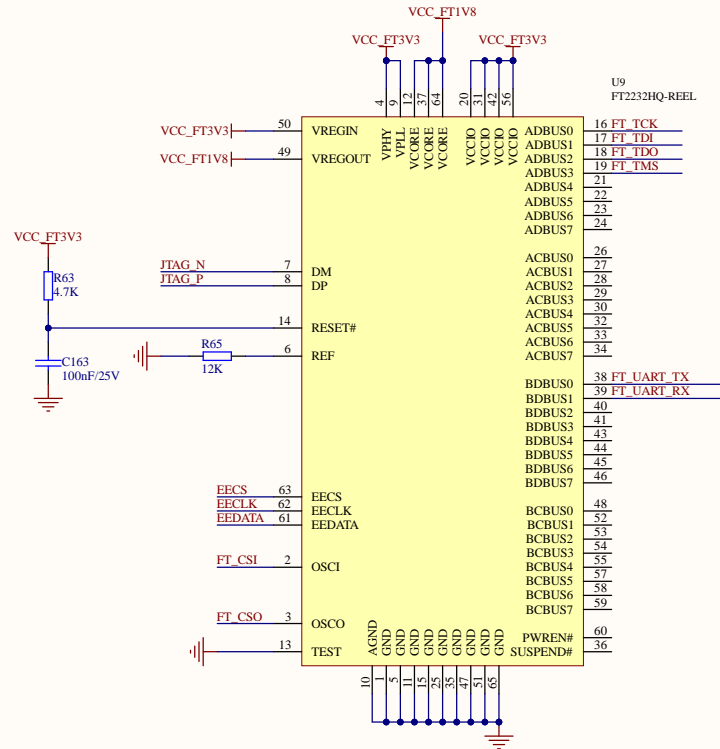 VCC_FT1V8
VCC_FT3V3
VCC_FT3V3
U9
FT2232HQ-REEL
4
9
12
37
64
20
31
42
56
VPHY
VPLL
VCORE
VCORE
VCORE
VCCIO
VCCIO
VCCIO
VCCIO
VCC_FT3V3 50 VREGIN
VCC_FT1V8 49 VREGOUT
VCC_FT3V3
R63
4.7K
C163
100nF/25V
JTAG_N 7 DM
JTAG_P 8 DP
14 RESET#
R65
12K
6 REF
EECS 63 EECS
EECLK 62 EECLK
EEDATA 61 EEDATA
FT_CSI 2 OSCI
FT_CSO 3 OSCO
13 TEST
ADBUS0 16 FT_TCK
ADBUS1 17 FT_TDI
ADBUS2 18 FT_TDO
ADBUS3 19 FT_TMS
ADBUS4 21
ADBUS5 22
ADBUS6 23
ADBUS7 24
ACBUS0 26
ACBUS1 27
ACBUS2 28
ACBUS3 29
ACBUS4 30
ACBUS5 32
ACBUS6 33
ACBUS7 34
BDBUS0 38 FT_UART_TX
BDBUS1 39 FT_UART_RX
BDBUS2 40
BDBUS3 41
BDBUS4 43
BDBUS5 44
BDBUS6 45
BDBUS7 46
BCBUS0 48
BCBUS1 52
BCBUS2 53
BCBUS3 54
BCBUS4 55
BCBUS5 57
BCBUS6 58
BCBUS7 59
PWREN# 60
SUSPEND# 36
AGND
GND
GND
GND
GND
GND
GND
GND
GND
GND
10
1
5
11
15
25
35
47
51
65